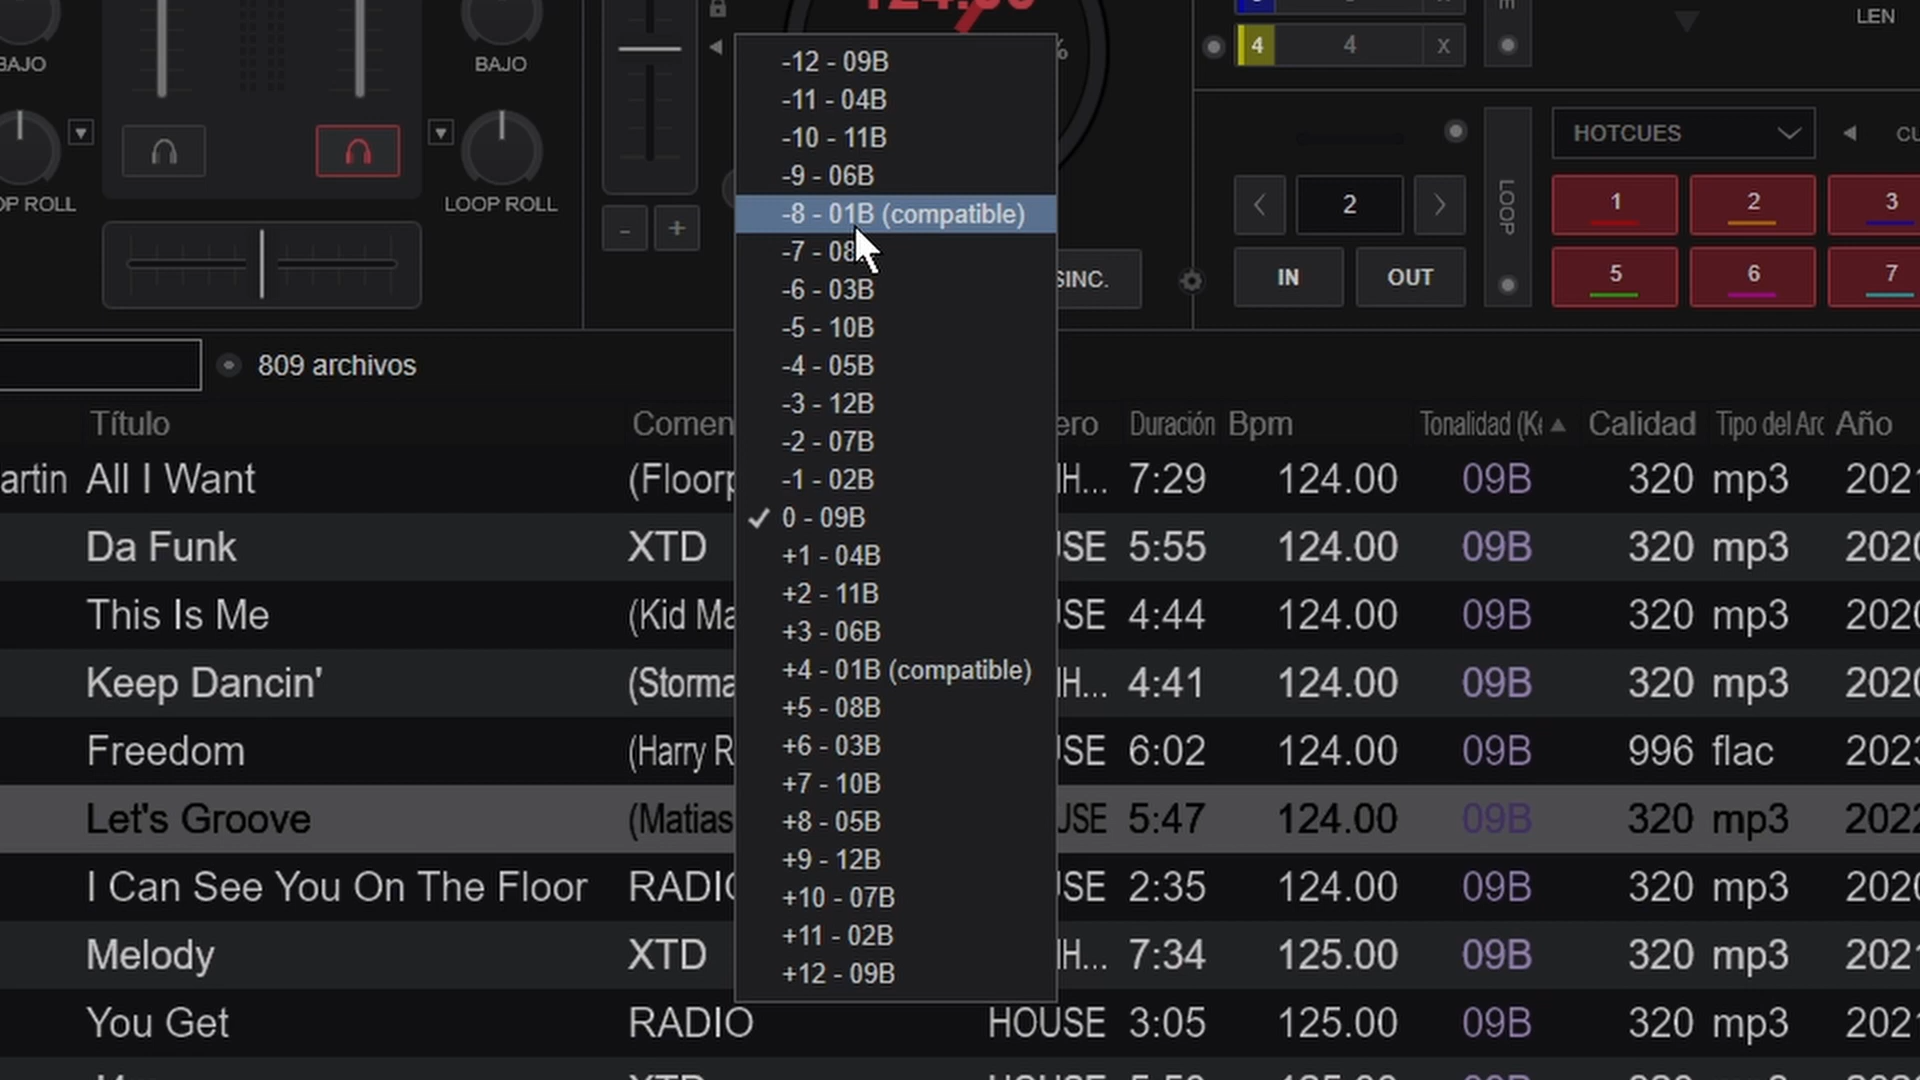 LEN
BAJO
BAJO
4 4 X
-12 - 09B
-11 - 04B
-10 - 11B
-9 - 06B
-8 - 01B (compatible)
-6 - 03B
-5 - 10B
-4 - 05B
-3 - 12B
-2 - 07B
-1 - 02B
0 - 09B
+1 - 04B
+2 - 11B
+3 - 06B
+4 - 01B (compatible)
+5 - 08B
+6 - 03B
+7 - 10B
+8 - 05B
+9 - 12B
+10 - 07B
+11 - 02B
+12 - 09B
HOTCUES
LOOP
2
1 2 3
ROLL
LOOP ROLL
- +
SINC.
IN OUT
5 6 7
809 archivos
Título Duración Bpm Calidad Tipo del Año
All I Want 7:29 124.00 09B 320 mp3
Da Funk XTD 5:55 124.00 09B 320 mp3
This Is Me (Kid 4:44 124.00 09B 320 mp3
Keep Dancin' 4:41 124.00 09B 320 mp3
Freedom (Harry 6:02 124.00 09B 996 flac
Let's Groove (Matias 5:47 124.00 09B 320 mp3
I Can See You On The Floor 2:35 124.00 09B 320 mp3
Melody XTD 7:34 125.00 09B 320 mp3
You Get RADIO HOUSE 3:05 125.00 09B 320 mp3